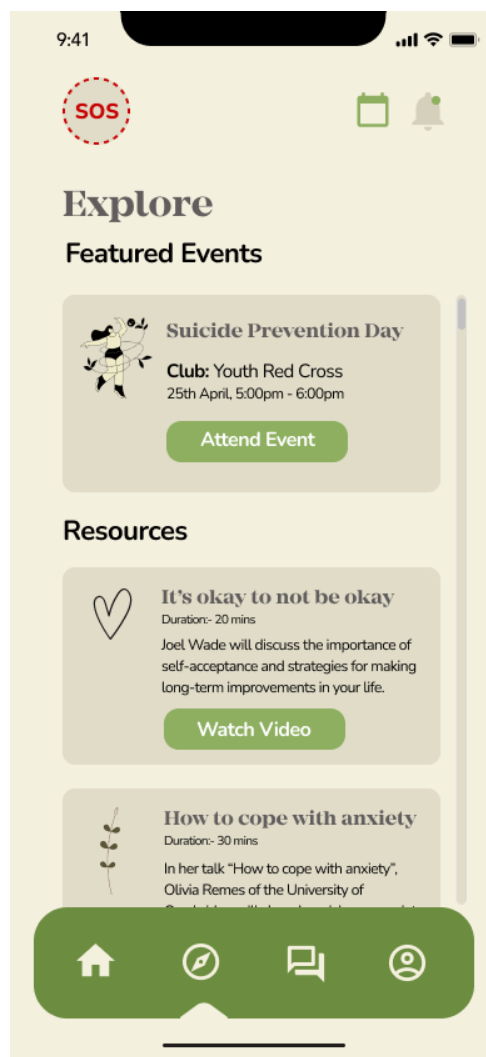 9:41
SOS
Explore
Featured Events
Suicide Prevention Day
Club: Youth Red Cross
25th April, 5:00pm - 6:00pm
Attend Event
Resources
It's okay to not be okay
Duration:- 20 mins
Joel Wade will discuss the importance of
self-acceptance and strategies for making
long-term improvements in your life.
Watch Video
How to cope with anxiety
Duration:- 30 mins
In her talk “How to cope with anxiety”,
Olivia Remes of the University of